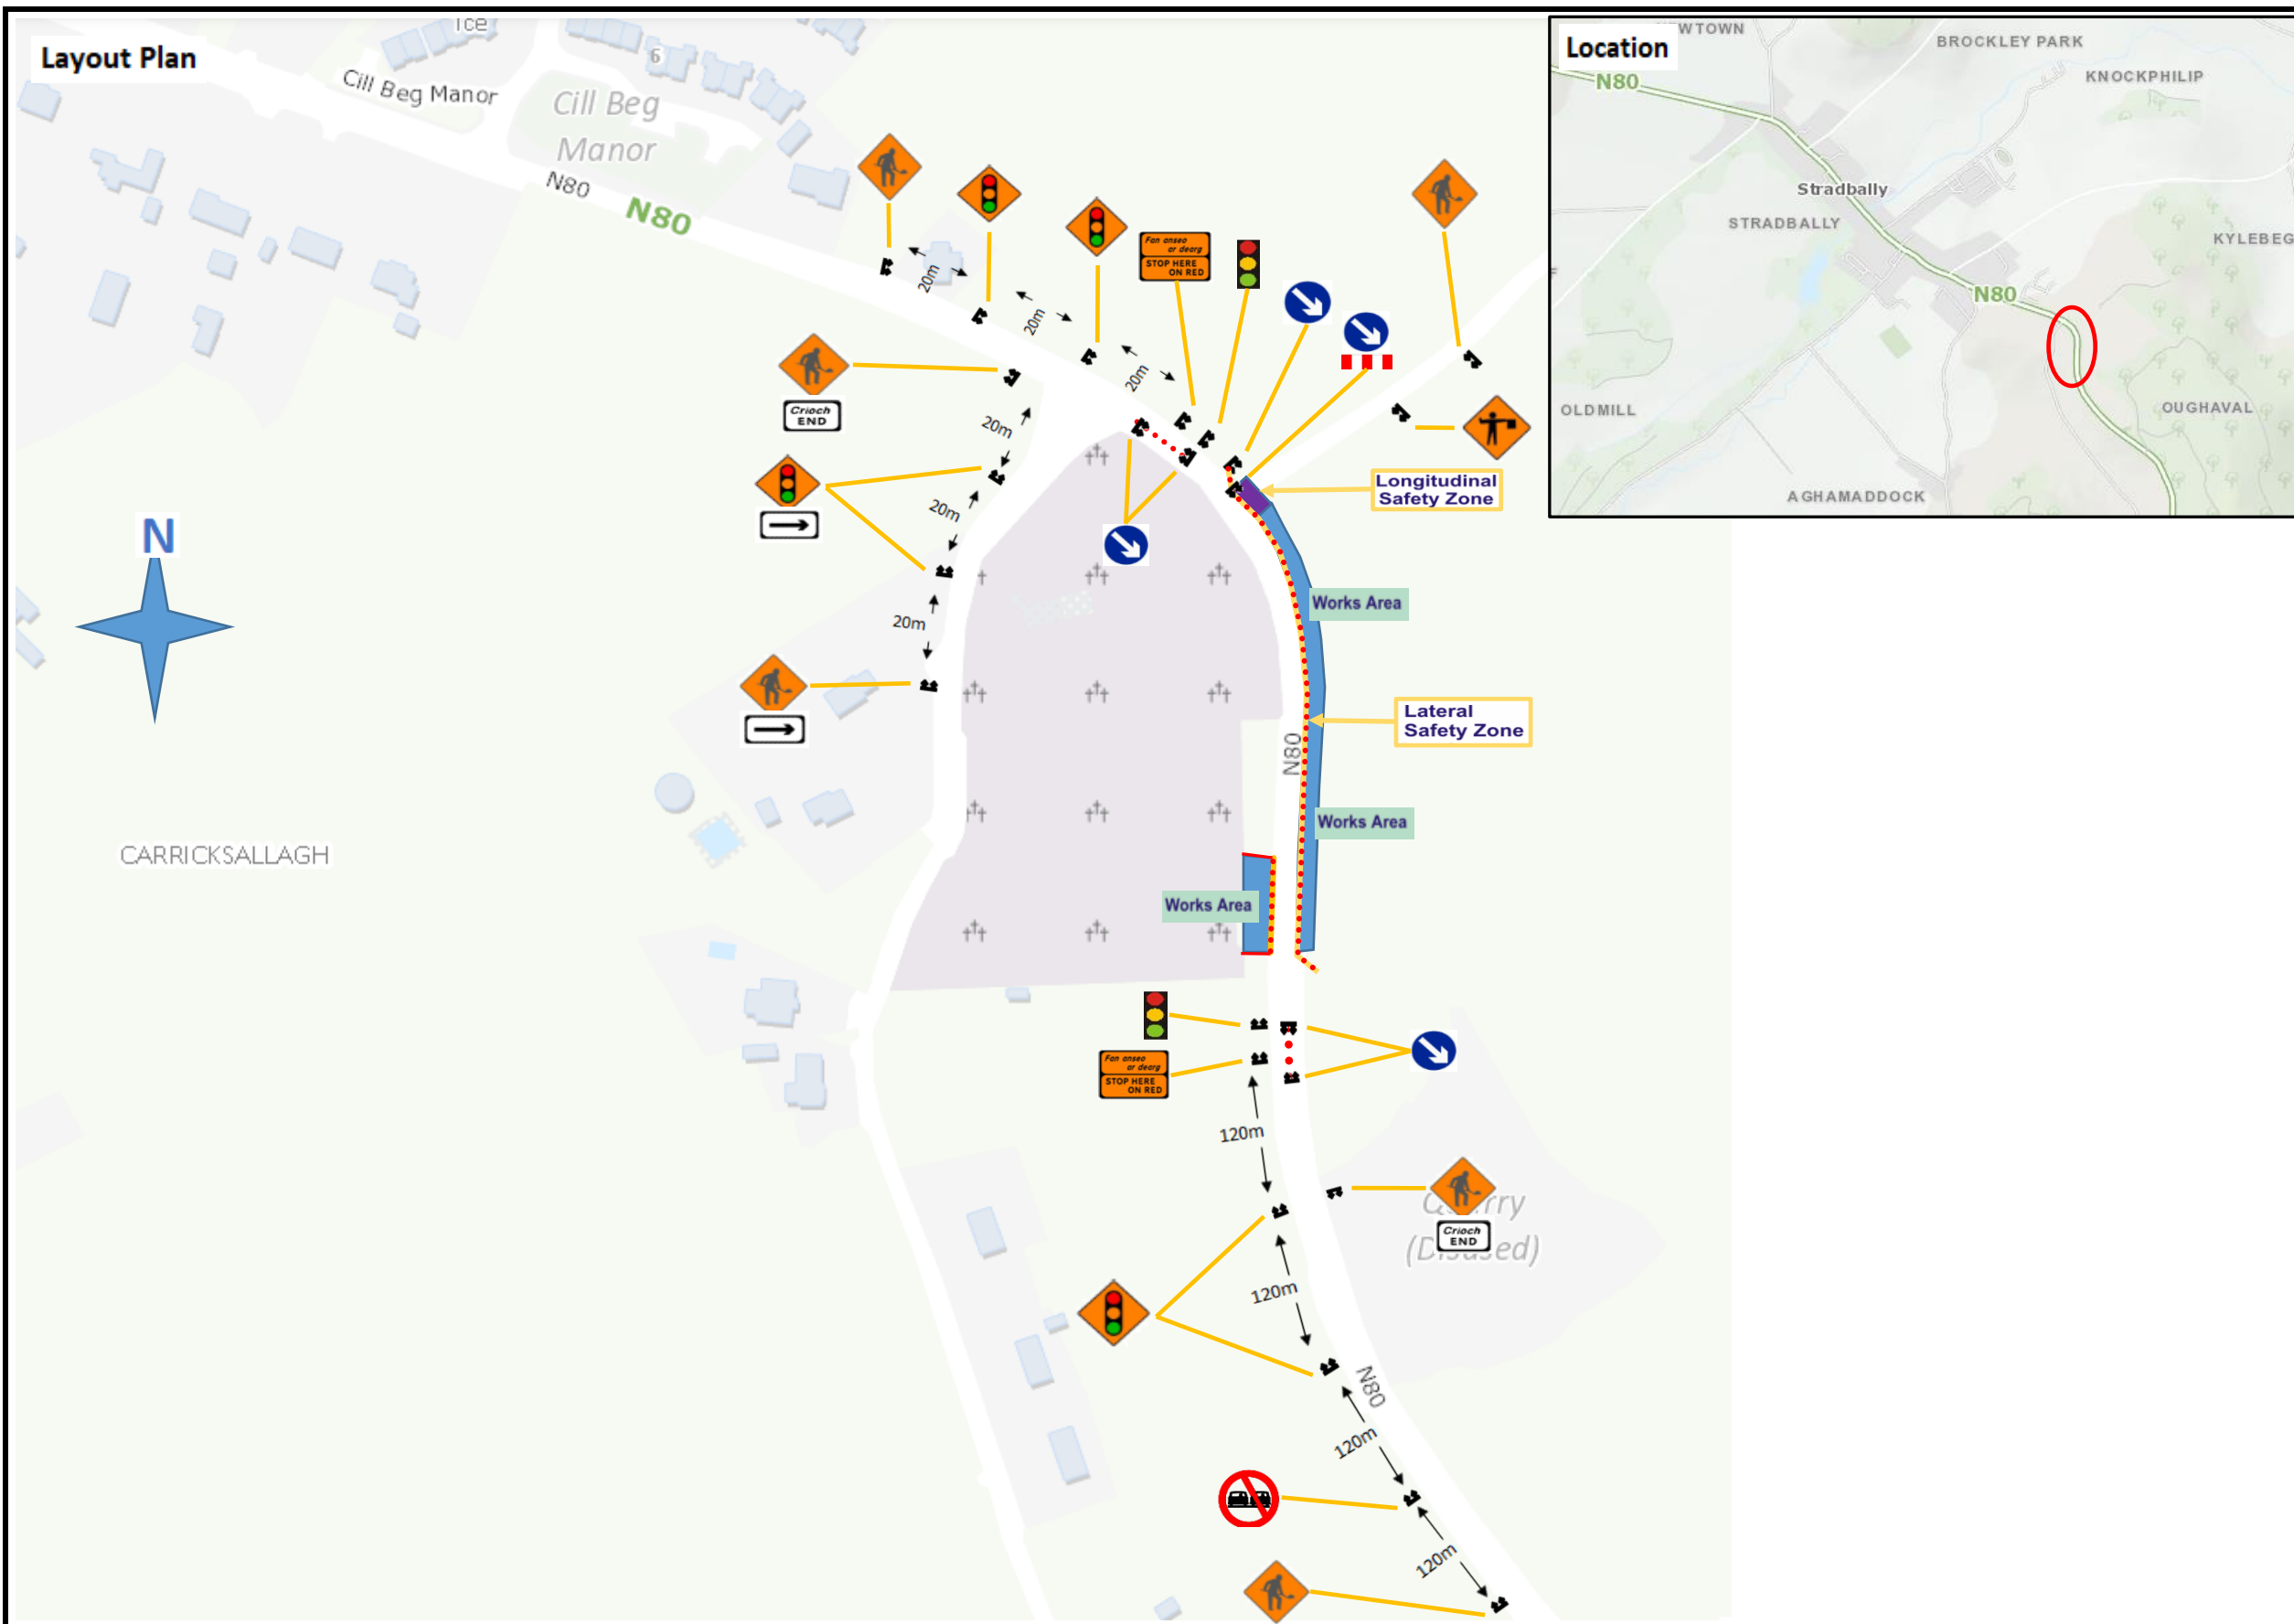 Layout Plan
Cill Beg Manor
6
Cill Beg
Manor
N80
N80
20m
20m
20m
Fan anseo
ar dearg
STOP HERE
ON RED
Location
N80
BROCKLEY PARK
KNOCKPHILIP
Stradbally
STRADBALLY
KYLEBEG
N80
OLDMILL
OUGHAVAL
AGHAMADDOCK
Críoch
END
20m
20m
20m
N
Longitudinal
Safety Zone
Works Area
Lateral
Safety Zone
N80
Works Area
CARRICKSALLAGH
Works Area
Fan anseo
ar dearg
STOP HERE
ON RED
120m
Críoch
END
120m
N80
120m
120m